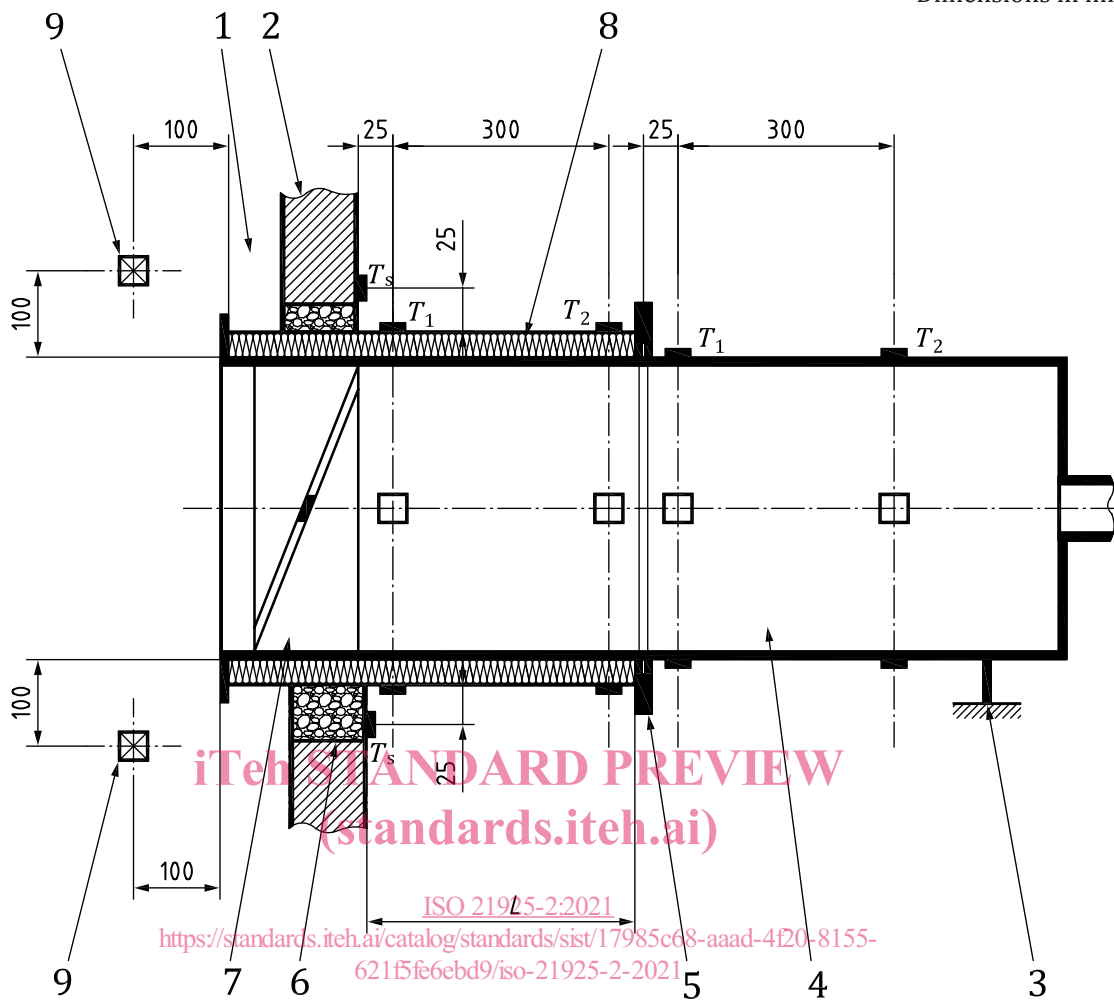 Dimensions in
9 1 2 8
100 25 300 25 300
25
100
Ts
T1 T2
T1 T2
100
Ts
25
iTeh STANDARD PREVIEW
(standards.iteh.ai)
100
L
ISO 21925-2:2021
https://standards.iteh.ai/catalog/standards/sist/17985c68-aaad-4f20-8155-
621f5fe6ebd9/iso-21925-2-2021
9 7 6 5 4 3